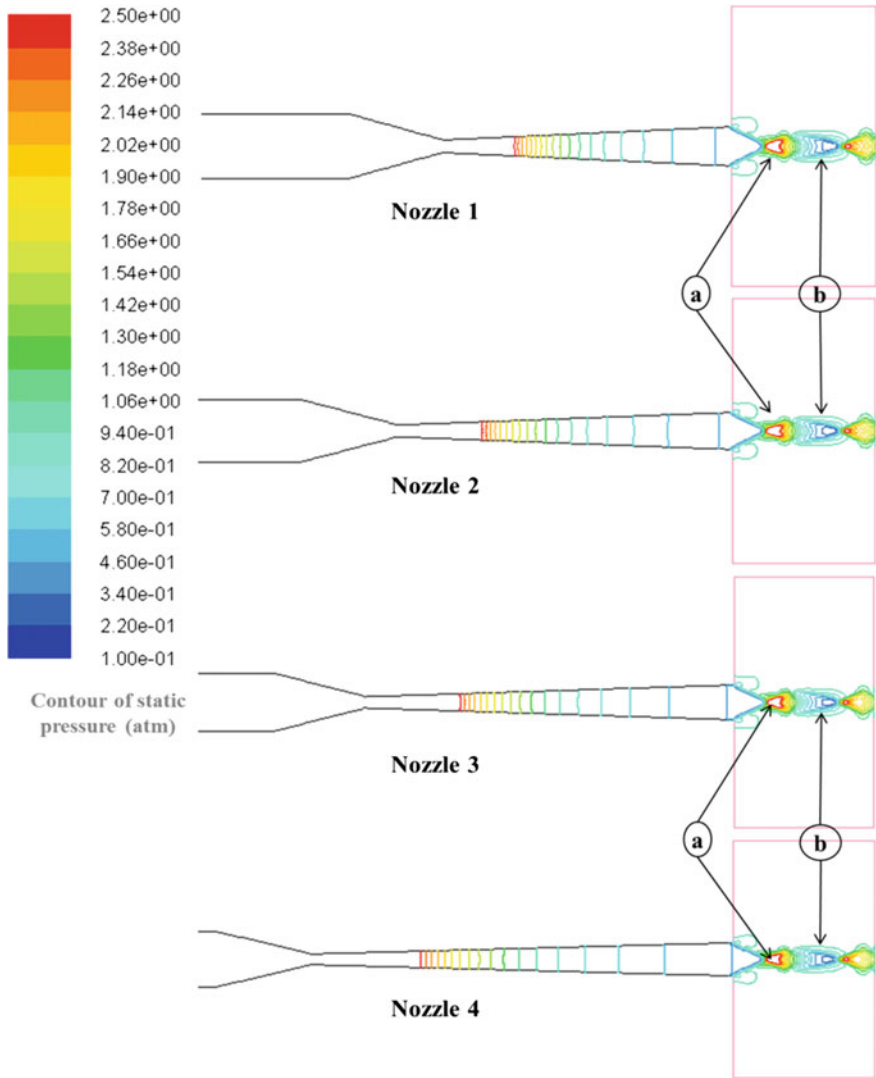 2.50e+00
2.38e+00
2.26e+00
2.14e+00
2.02e+00
1.90e+00
1.78e+00
1.66e+00
1.54e+00
1.42e+00
1.30e+00
1.18e+00
1.06e+00
9.40e-01
8.20e-01
7.00e-01
5.80e-01
4.60e-01
3.40e-01
2.20e-01
1.00e-01
Contour of static
pressure (atm)
Nozzle 1
a
b
Nozzle 2
Nozzle 3
a
b
Nozzle 4